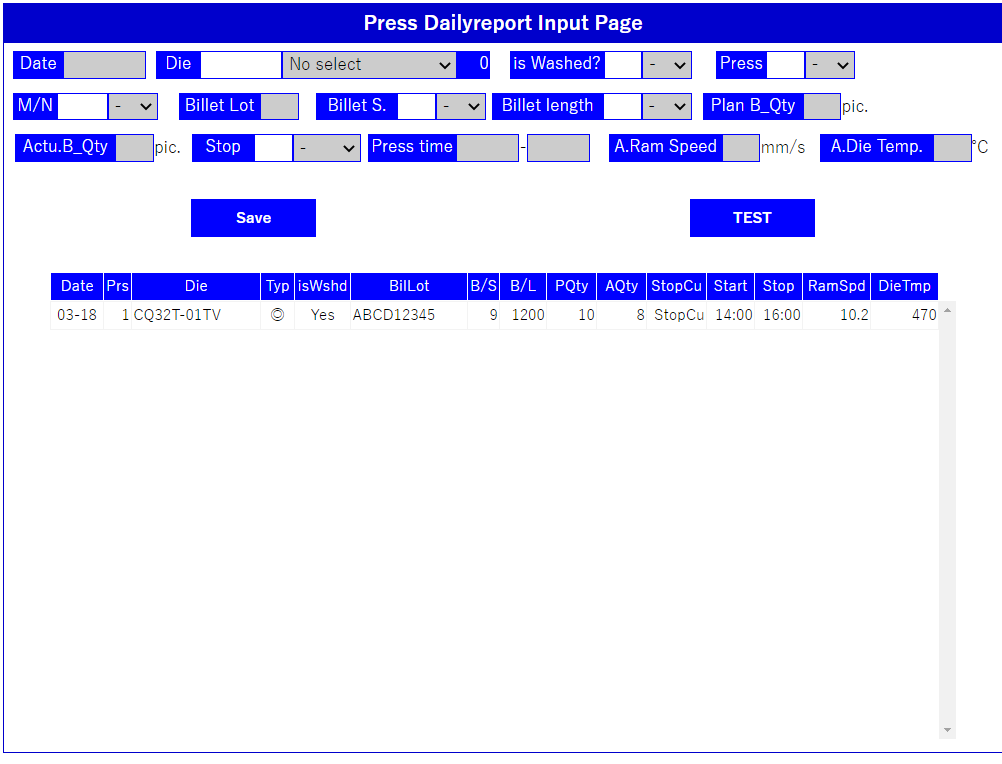 Press Dailyreport Input Page
Date Die No select 0 is Washed? - Press -
M/N - Billet Lot Billet S. - Billet length - Plan B_Qty pic.
Actu.B_Qty pic. Stop - Press time - A.Ram Speed mm/s A.Die Temp. °C
Save TEST
Date Prs Die Typ isWshd BilLot B/S B/L PQty AQty StopCu Start Stop RamSpd DieTmp
03-18 1 CQ32T-01TV ◎ Yes ABCD12345 9 1200 10 8 StopCu 14:00 16:00 10.2 470